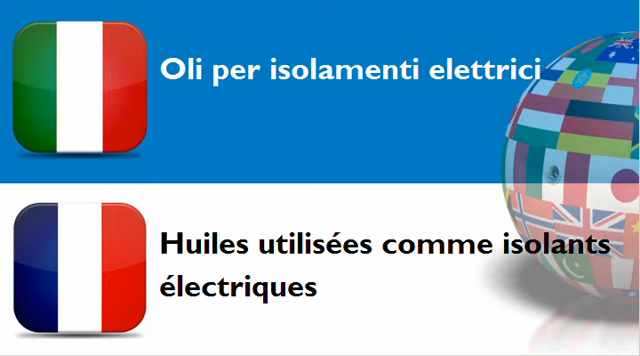 Oli per isolamenti elettrici
Huiles utilisées comme isolants
électriques